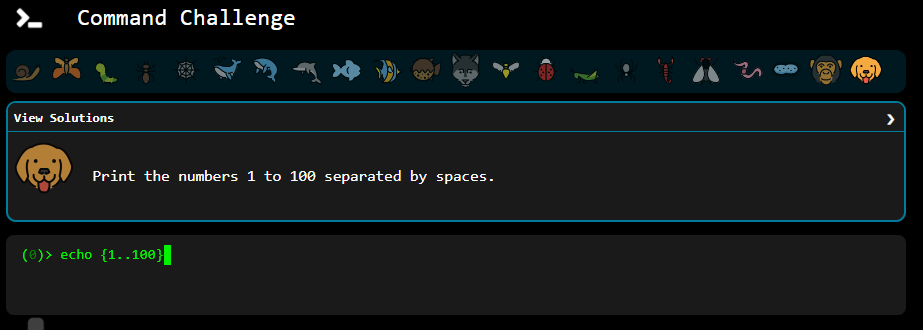 Command Challenge
View Solutions
Print the numbers 1 to 100 separated by spaces.
(0)> echo {1..100}